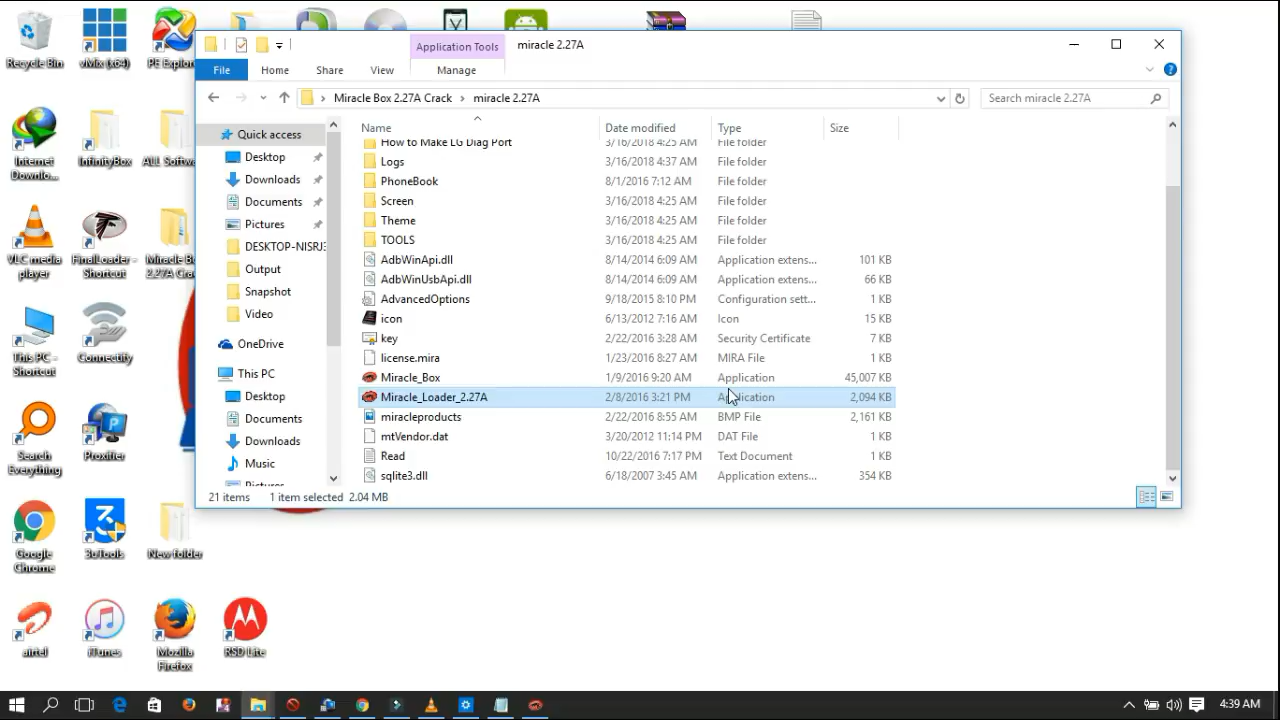 Application Tools
miracle 2.27A
File
Home
Share
View
Manage
Miracle Box 2.27A Crack
miracle 2.27A
Search miracle 2.27A
Quick access
Desktop
Downloads
Documents
Pictures
DESKTOP-NISRJ
Output
Snapshot
Video
OneDrive
This PC
Desktop
Documents
Downloads
Music
Pictures
Name Date modified Type Size
How to Make LG Diag Port 3/16/2018 4:25 AM File folder
Logs 3/16/2018 4:37 AM File folder
PhoneBook 8/1/2016 7:12 AM File folder
Screen 3/16/2018 4:25 AM File folder
Theme 3/16/2018 4:25 AM File folder
TOOLS 3/16/2018 4:25 AM File folder
AdbWinApi.dll 8/14/2014 6:09 AM Application extens... 101 KB
AdbWinUsbApi.dll 8/14/2014 6:09 AM Application extens... 66 KB
AdvancedOptions 9/18/2015 8:10 PM Configuration sett... 1 KB
icon 6/13/2012 7:16 AM Icon 15 KB
key 2/22/2016 3:28 AM Security Certificate 7 KB
license.mira 1/23/2016 8:27 AM MIRA File 1 KB
Miracle_Box 1/9/2016 9:20 AM Application 45,007 KB
Miracle_Loader_2.27A 2/8/2016 3:21 PM Application 2,094 KB
miracleproducts 2/22/2016 8:55 AM BMP File 2,161 KB
mtVendor.dat 3/20/2012 11:14 PM DAT File 1 KB
Read 10/22/2016 7:17 PM Text Document 1 KB
sqlite3.dll 6/18/2007 3:45 AM Application extens... 354 KB
21 items 1 item selected 2.04 MB
Recycle Bin
vMix (x64)
PE Explor
Internet
Downlo...
InfinityBox
ALL Softw
VLC media
player
FinalLoader -
Shortcut
Miracle B
2.27A Cra
This PC -
Shortcut
Connectify
Search
Everything
Proxifier
Google
Chrome
3uTools
New folder
airtel
iTunes
Mozilla
Firefox
RSD Lite
4:39 AM